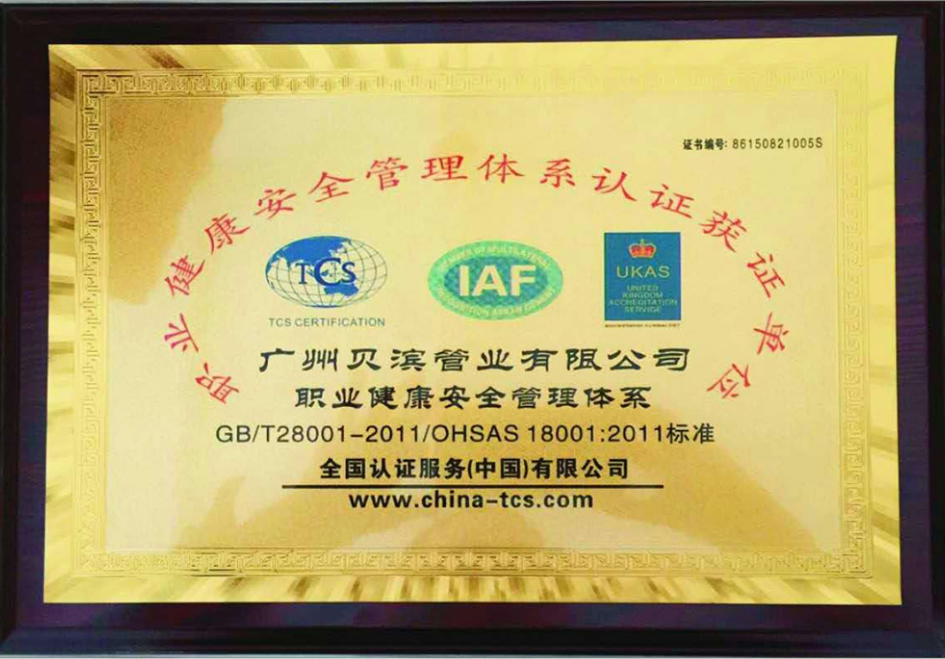 证书编号: 86150821005S
职业健康安全管理体系认证获证单位
TCS
TCS CERTIFICATION
IAF
UKAS
UNITED
KINGDOM
ACCREDITATION
SERVICE
广州贝滨管业有限公司
职业健康安全管理体系
GB/T28001-2011/OHSAS 18001:2011标准
全国认证服务(中国)有限公司
www.china-tcs.com